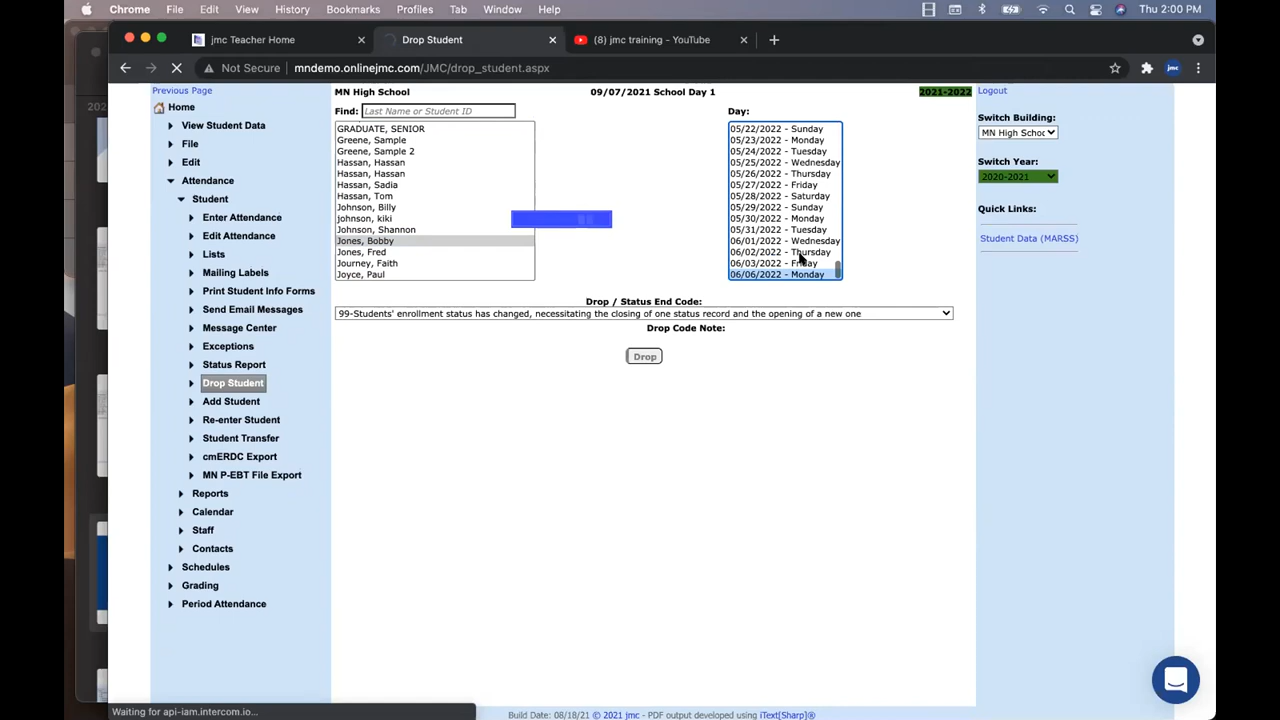 Chrome File Edit View History Bookmarks Profiles Tab Window Help Thu 2:00 PM
jmc Teacher Home Drop Student (8) jmc training - YouTube
Not Secure mndemo.onlinejmc.com/JMC/drop_student.aspx jmc
Previous Page MN High School 09/07/2021 School Day 1 2021-2022 Logout
Home
View Student Data
File
Edit
Attendance
Student
Enter Attendance
Edit Attendance
Lists
Mailing Labels
Print Student Info Forms
Send Email Messages
Message Center
Exceptions
Status Report
Drop Student
Add Student
Re-enter Student
Student Transfer
cmERDC Export
MN P-EBT File Export
Reports
Calendar
Staff
Contacts
Schedules
Grading
Period Attendance
Find: Last Name or Student ID
GRADUATE, SENIOR
Greene, Sample
Greene, Sample 2
Hassan, Hassan
Hassan, Hassan
Hassan, Sadia
Hassan, Tom
Johnson, Billy
johnson, kiki
Johnson, Shannon
Jones, Bobby
Jones, Fred
Journey, Faith
Joyce, Paul
Day:
05/22/2022 - Sunday
05/23/2022 - Monday
05/24/2022 - Tuesday
05/25/2022 - Wednesday
05/26/2022 - Thursday
05/27/2022 - Friday
05/28/2022 - Saturday
05/29/2022 - Sunday
05/30/2022 - Monday
05/31/2022 - Tuesday
06/01/2022 - Wednesday
06/02/2022 - Thursday
06/03/2022 - Friday
06/06/2022 - Monday
Drop / Status End Code:
99-Students' enrollment status has changed, necessitating the closing of one status record and the opening of a new one
Drop Code Note:
Drop
Switch Building:
MN High Schoo
Switch Year:
2020-2021
Quick Links:
Student Data (MARSS)
Waiting for api-iam.intercom.io...
Build Date: 08/18/21 © 2021 jmc - PDF output developed using iText[Sharp]®